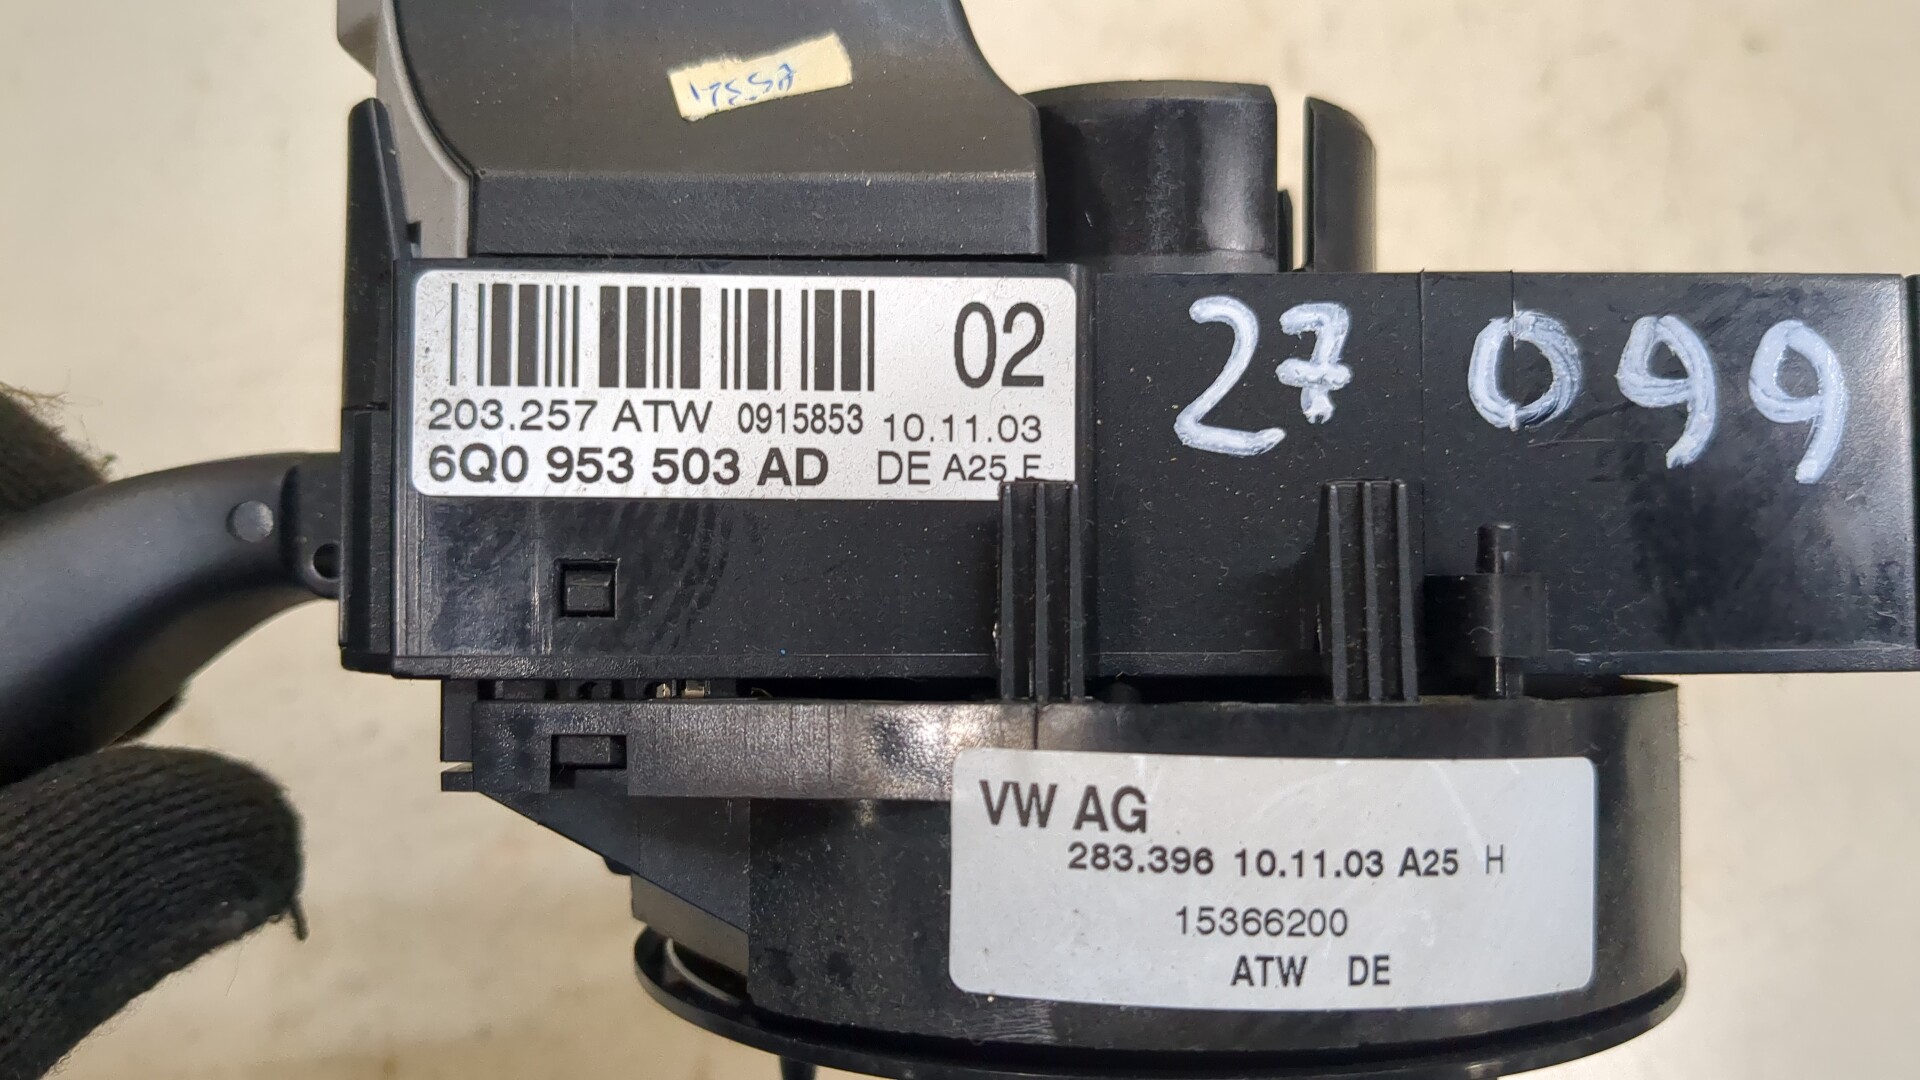 02
203.257 ATW 0915853 10.11.03
6Q0 953 503 AD DE A25
27 099
VW AG
283.396 10.11.03 A25 H
15366200
ATW DE